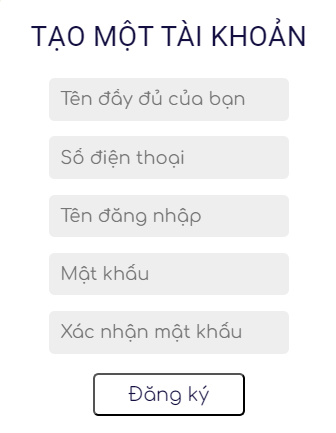 TẠO MỘT TÀI KHOẢN
Tên đầy đủ của bạn
Số điện thoại
Tên đăng nhập
Mật khẩu
Xác nhận mật khẩu
Đăng ký